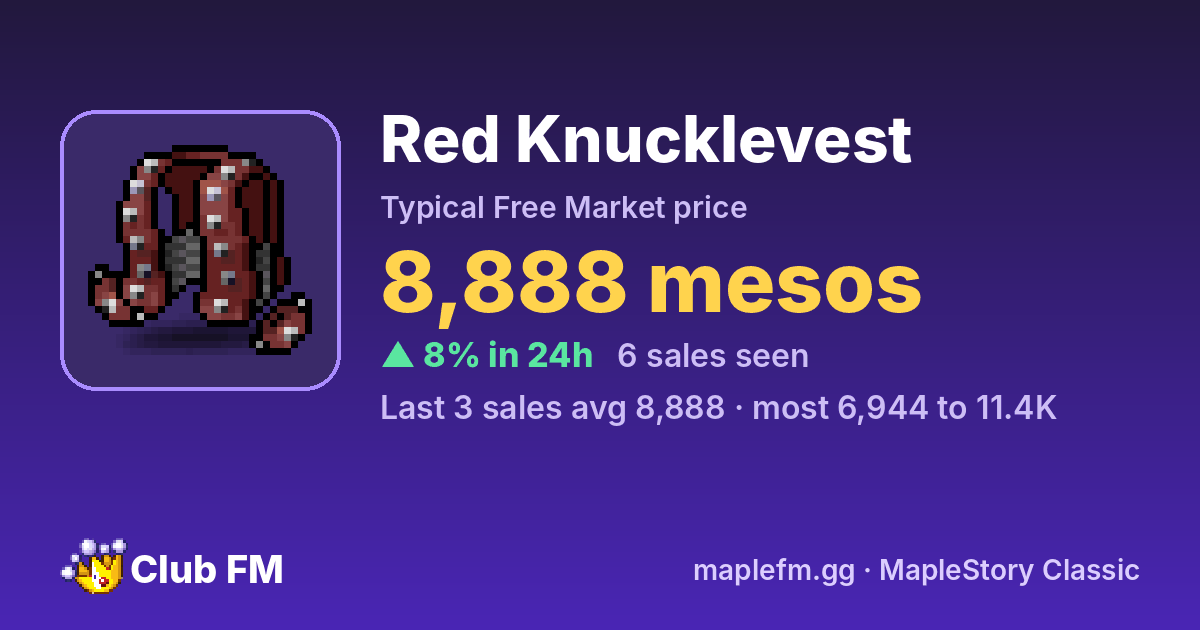 Red Knucklevest
Typical Free Market price
8,888 mesos
▲ 8% in 24h 6 sales seen
Last 3 sales avg 8,888 · most 6,944 to 11.4K
Club FM
maplefm.gg · MapleStory Classic